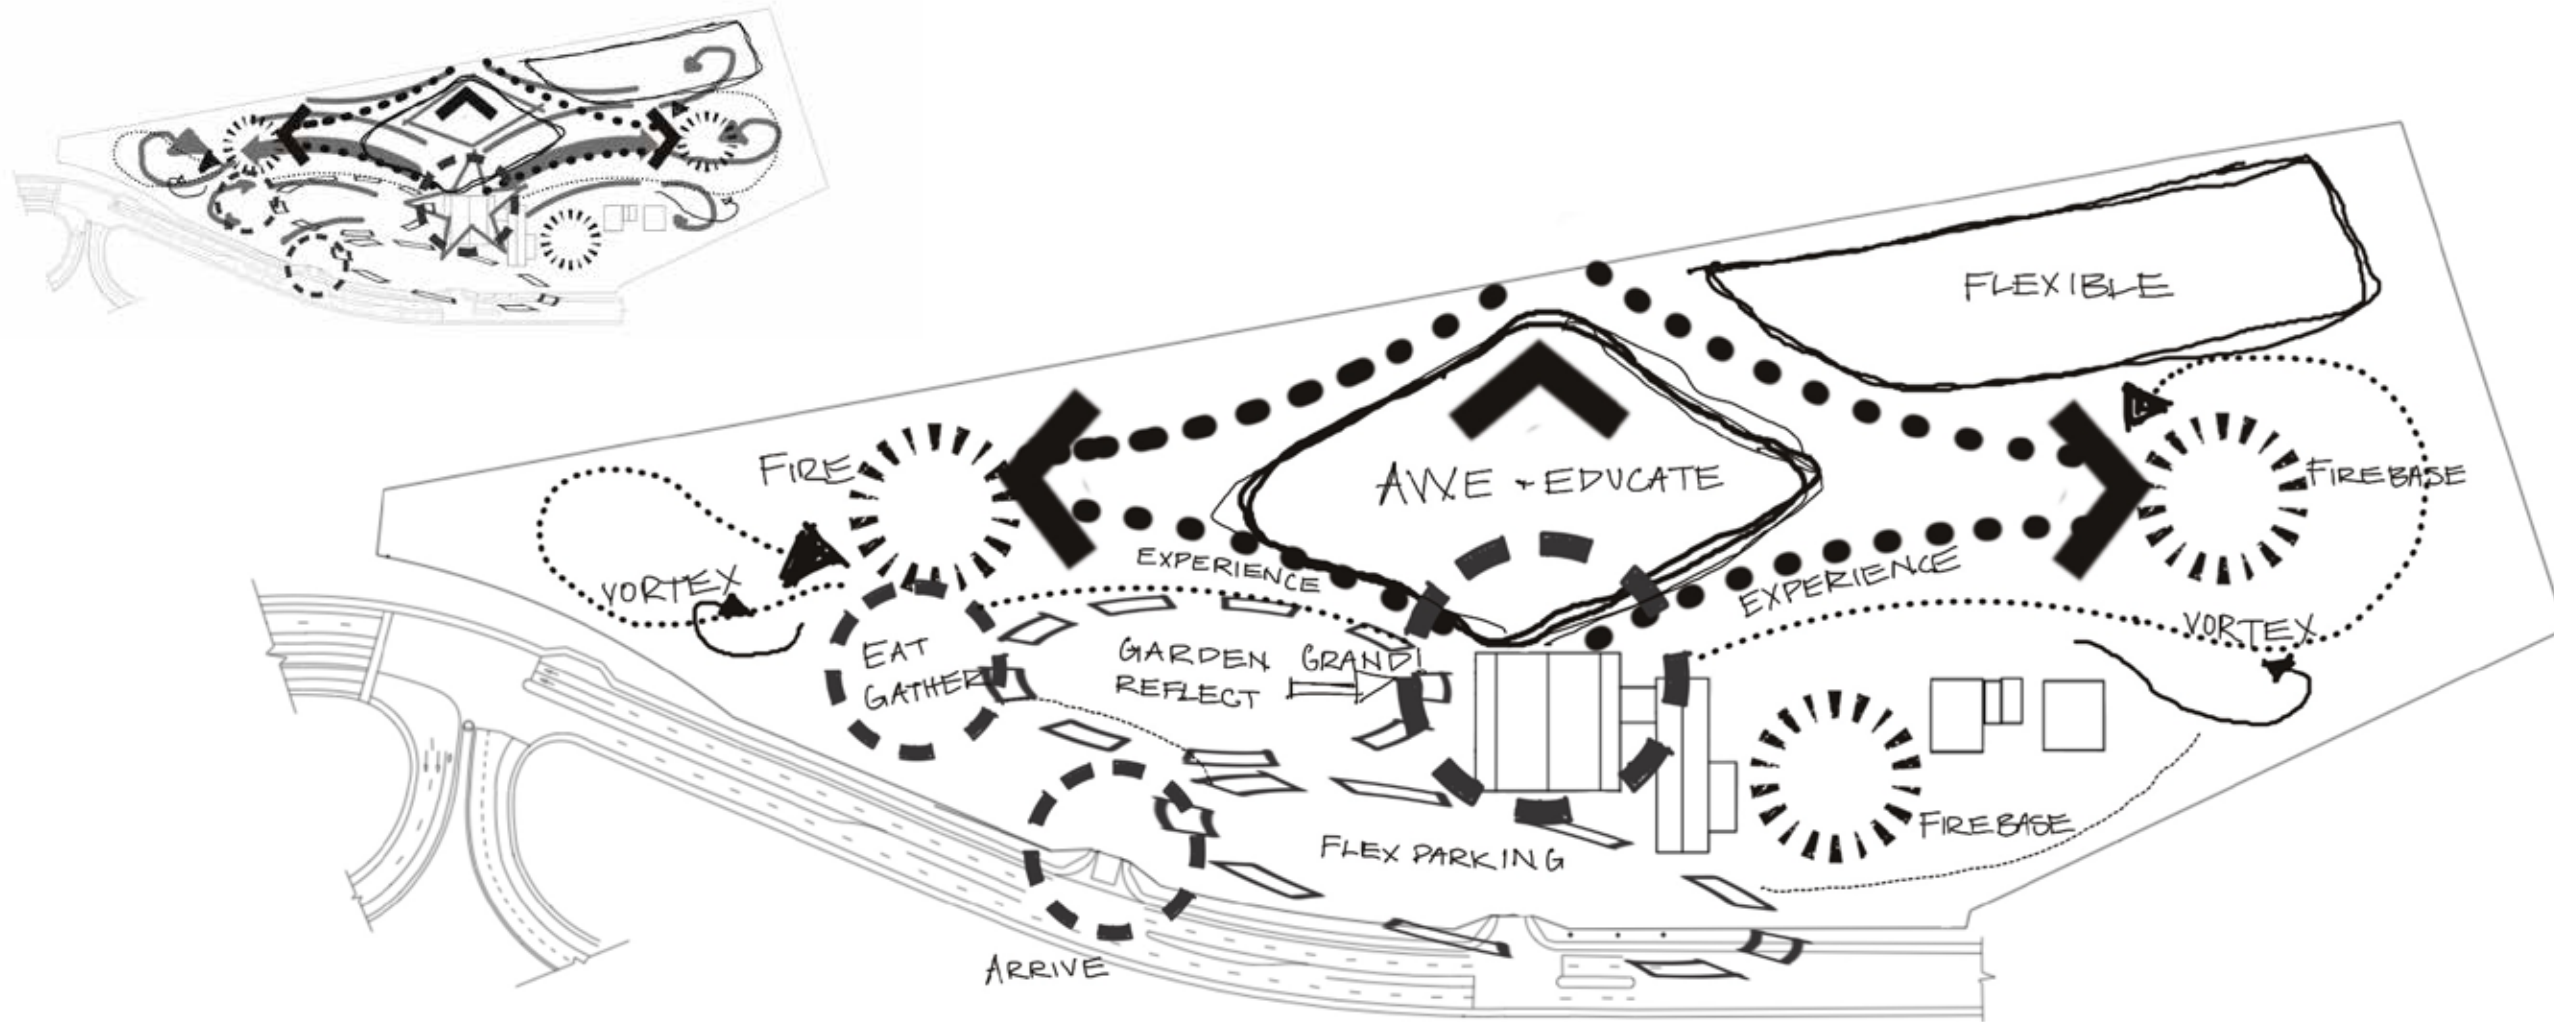 FLEXIBLE
FIRE
AWE + EDUCATE
FIREBASE
EXPERIENCE
EXPERIENCE
VORTEX
VORTEX
EAT
GATHER
GARDEN
REFLECT
GRAND!
FIREBASE
FLEX PARKING
ARRIVE